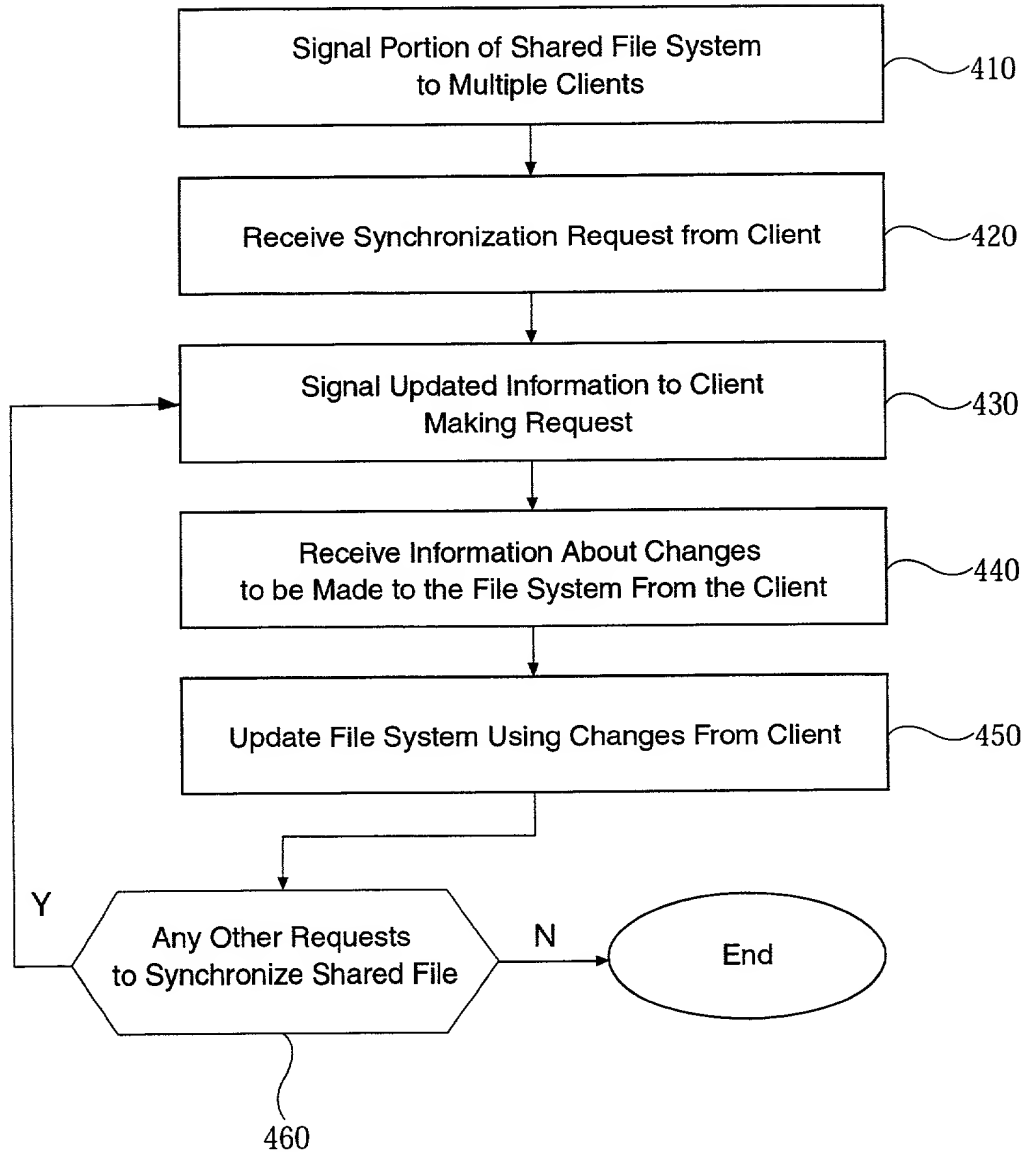 Signal Portion of Shared File System
to Multiple Clients
410
Receive Synchronization Request from Client
420
Signal Updated Information to Client
Making Request
430
Receive Information About Changes
to be Made to the File System From the Client
440
Update File System Using Changes From Client
450
Y
Any Other Requests
to Synchronize Shared File
N
End
460